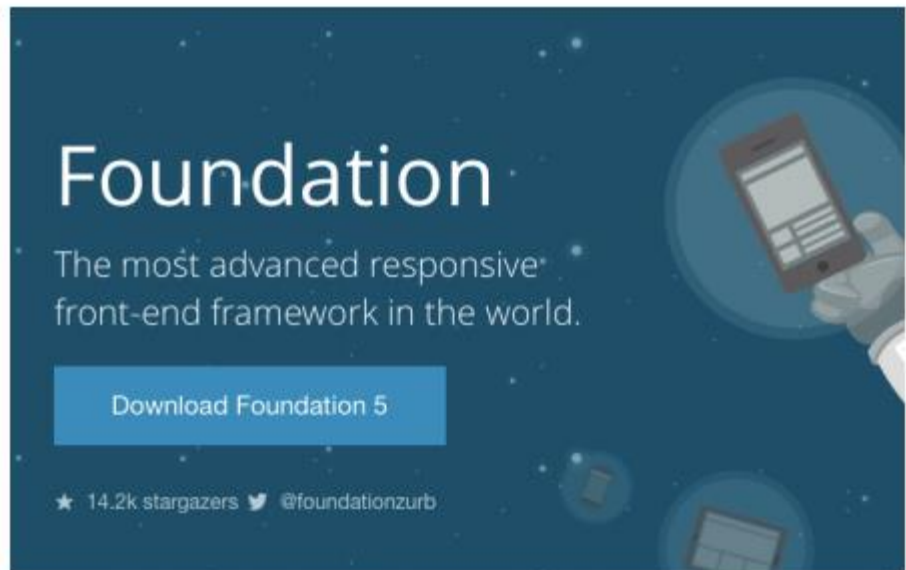 Foundation
The most advanced responsive
front-end framework in the world.
Download Foundation 5
14.2k stargazers @foundationzurb